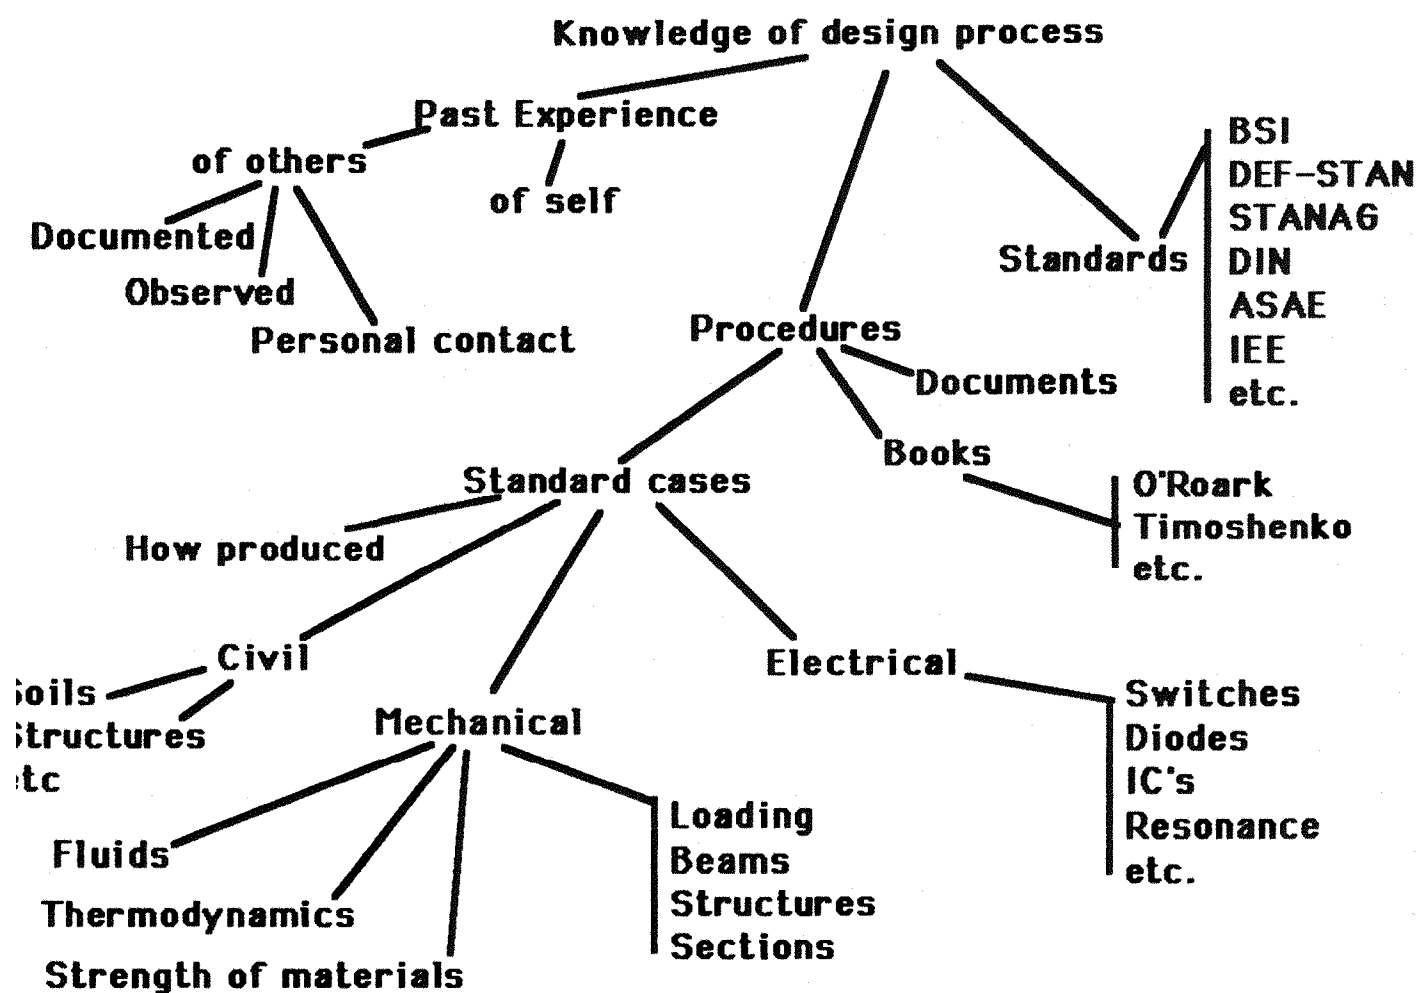 Knowledge of design process
Past Experience
of others
of self
Documented
Observed
Personal contact
Standards
BSI
DEF-STAN
STANAG
DIN
ASAE
IEE
etc.
Procedures
Documents
Books
O'Roark
Timoshenko
etc.
Standard cases
How produced
Civil
Soils
Structures
etc
Mechanical
Fluids
Thermodynamics
Strength of materials
Loading
Beams
Structures
Sections
Electrical
Switches
Diodes
IC's
Resonance
etc.